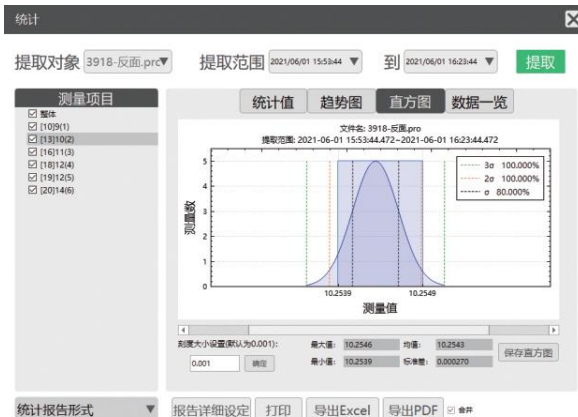 统计
提取对象 3918-反面.prc 提取范围 2021/06/01 15:53:44 到 2021/06/01 16:23:44 提取
测量项目
整体
[10]9(1)
[13]10(2)
[16]11(3)
[18]12(4)
[19]12(5)
[20]14(6)
统计值 趋势图 直方图 数据一览
文件名: 3918-反面.pro
提取范围: 2021-06-01 15:53:44.472~2021-06-01 16:23:44.472
测量数
5
4
3
2
1
0
3σ 100.000%
2σ 100.000%
σ 80.000%
10.2539 10.2549
测量值
刻度大小设置(默认为0.001):
0.001 确定
最大值: 10.2546 均值: 10.2543
最小值: 10.2539 标准差: 0.000270
保存直方图
统计报告形式 报告详细设定 打印 导出Excel 导出PDF 合并